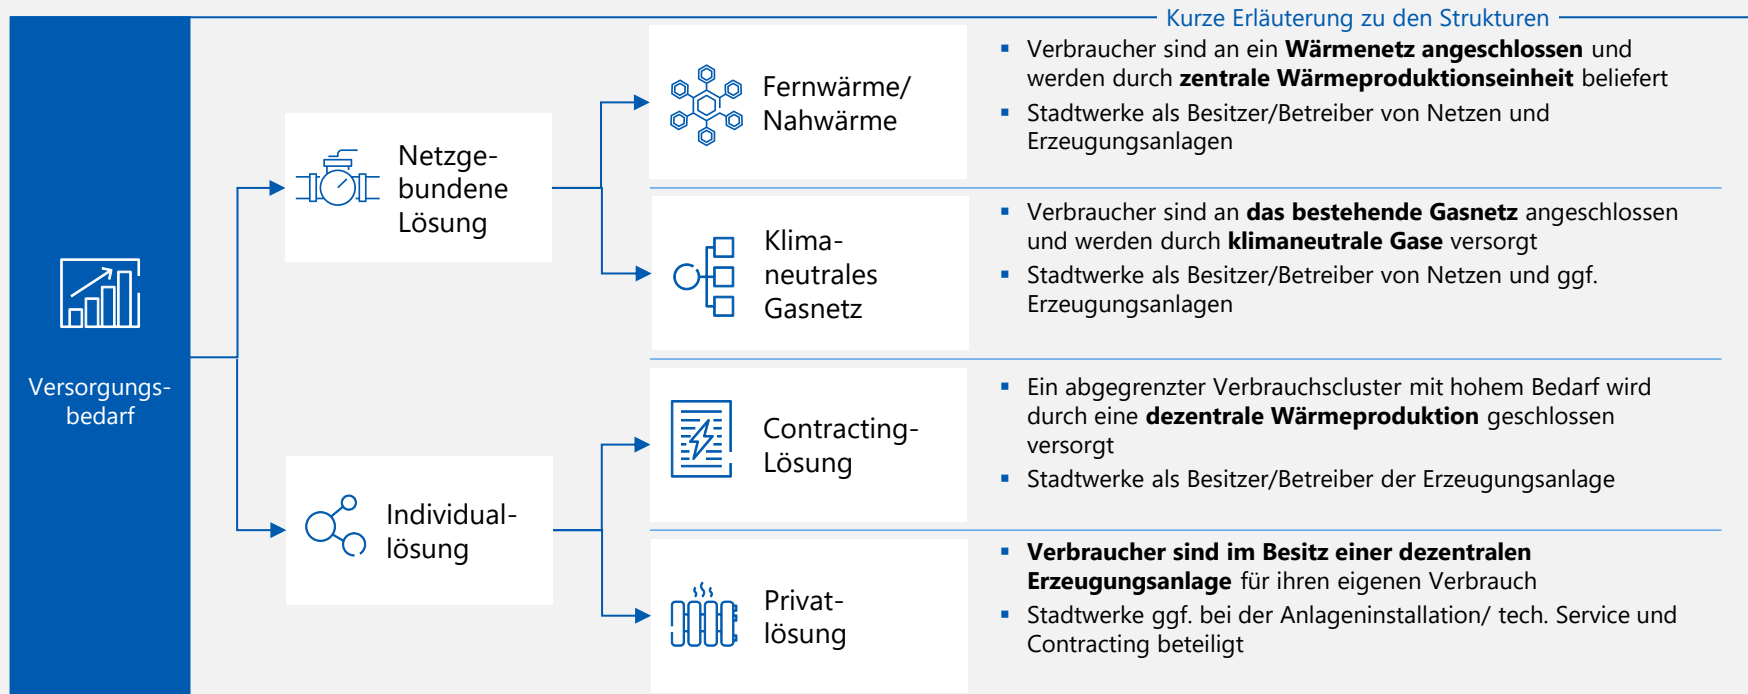 Kurze Erläuterung zu den Strukturen
Versorgungs-
bedarf
Netzge-
bundene
Lösung
Individual-
lösung
Fernwärme/
Nahwärme
▪ Verbraucher sind an ein Wärmenetz angeschlossen und
werden durch zentrale Wärmeproduktionseinheit beliefert
▪ Stadtwerke als Besitzer/Betreiber von Netzen und
Erzeugungsanlagen
Klima-
neutrales
Gasnetz
▪ Verbraucher sind an das bestehende Gasnetz angeschlossen
und werden durch klimaneutrale Gase versorgt
▪ Stadtwerke als Besitzer/Betreiber von Netzen und ggf.
Erzeugungsanlagen
Contracting-
Lösung
▪ Ein abgegrenzter Verbrauchscluster mit hohem Bedarf wird
durch eine dezentrale Wärmeproduktion geschlossen
versorgt
▪ Stadtwerke als Besitzer/Betreiber der Erzeugungsanlage
Privat-
lösung
▪ Verbraucher sind im Besitz einer dezentralen
Erzeugungsanlage für ihren eigenen Verbrauch
▪ Stadtwerke ggf. bei der Anlageninstallation/ tech. Service und
Contracting beteiligt